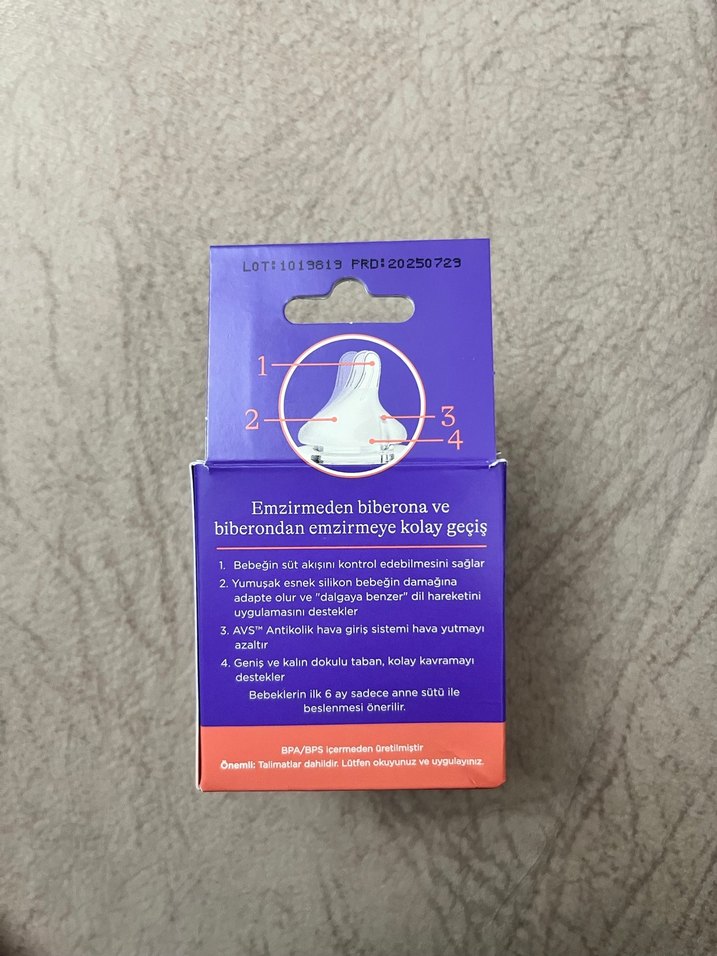 LOT:1013813 PRD:20250723
1
2
3
4
Emzirmeden biberona ve
biberondan emzirmeye kolay geçiş
1. Bebeğin süt akışını kontrol edebilmesini sağlar
2. Yumuşak esnek silikon bebeğin damağına
adapte olur ve "dalgaya benzer" dil hareketini
uygulamasını destekler
3. AVS™ Antikolik hava giriş sistemi hava yutmayı
azaltır
4. Geniş ve kalın dokulu taban, kolay kavramayı
destekler
Bebeklerin ilk 6 ay sadece anne sütü ile
beslenmesi önerilir.
BPA/BPS içermeden üretilmiştir
Önemli: Talimatlar dahildir. Lütfen okuyunuz ve uygulayınız.